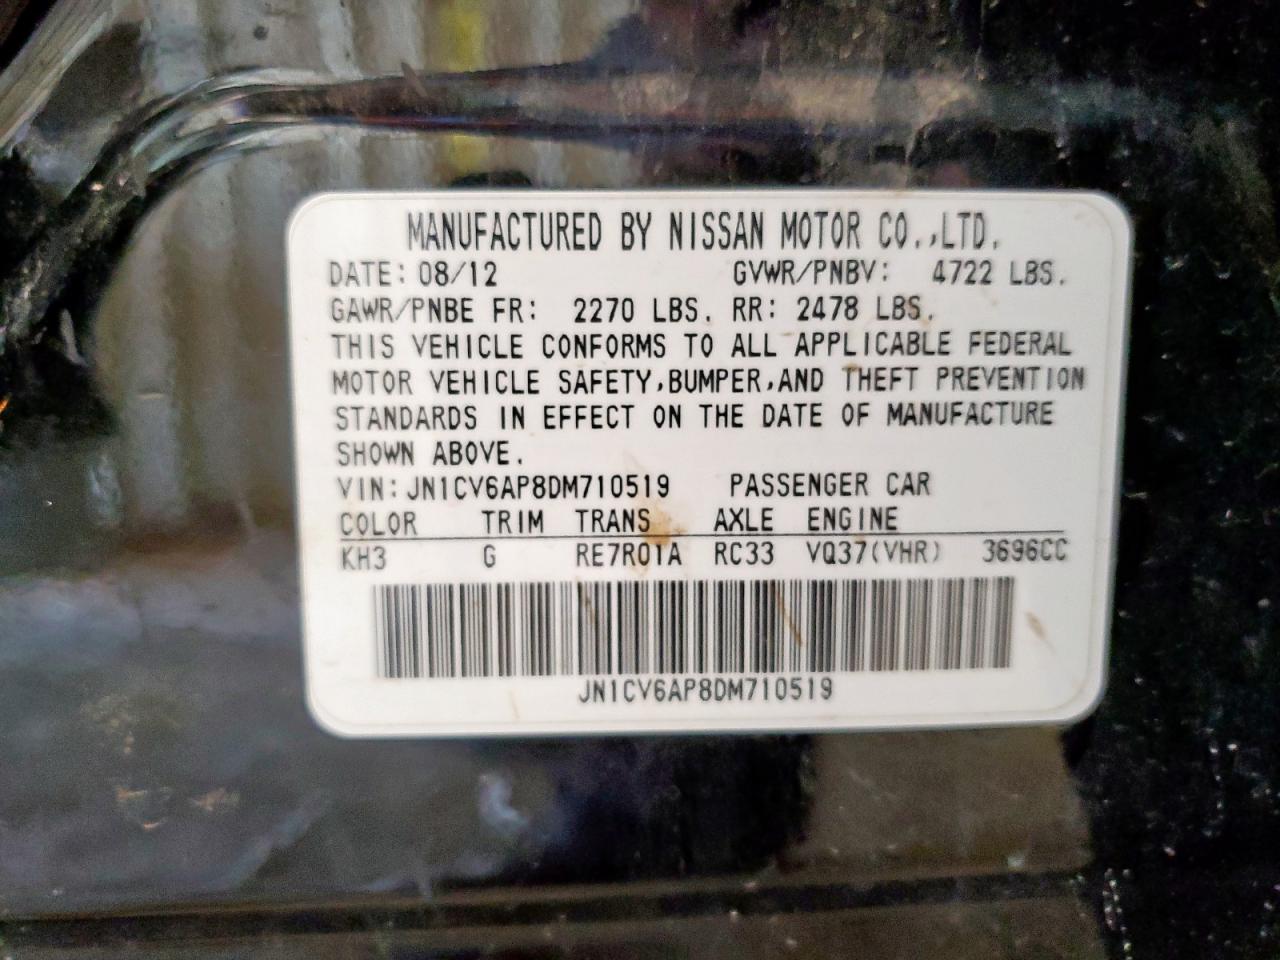 MANUFACTURED BY NISSAN MOTOR CO.,LTD.
DATE: 08/12 GVWR/PNBV: 4722 LBS.
GAWR/PNBE FR: 2270 LBS. RR: 2478 LBS.
THIS VEHICLE CONFORMS TO ALL APPLICABLE FEDERAL
MOTOR VEHICLE SAFETY,BUMPER,AND THEFT PREVENTION
STANDARDS IN EFFECT ON THE DATE OF MANUFACTURE
SHOWN ABOVE.
VIN: JN1CV6AP8DM710519 PASSENGER CAR
COLOR TRIM TRANS AXLE ENGINE
KH3 G RE7R01A RC33 VQ37(VHR) 3696CC
JN1CV6AP8DM710519